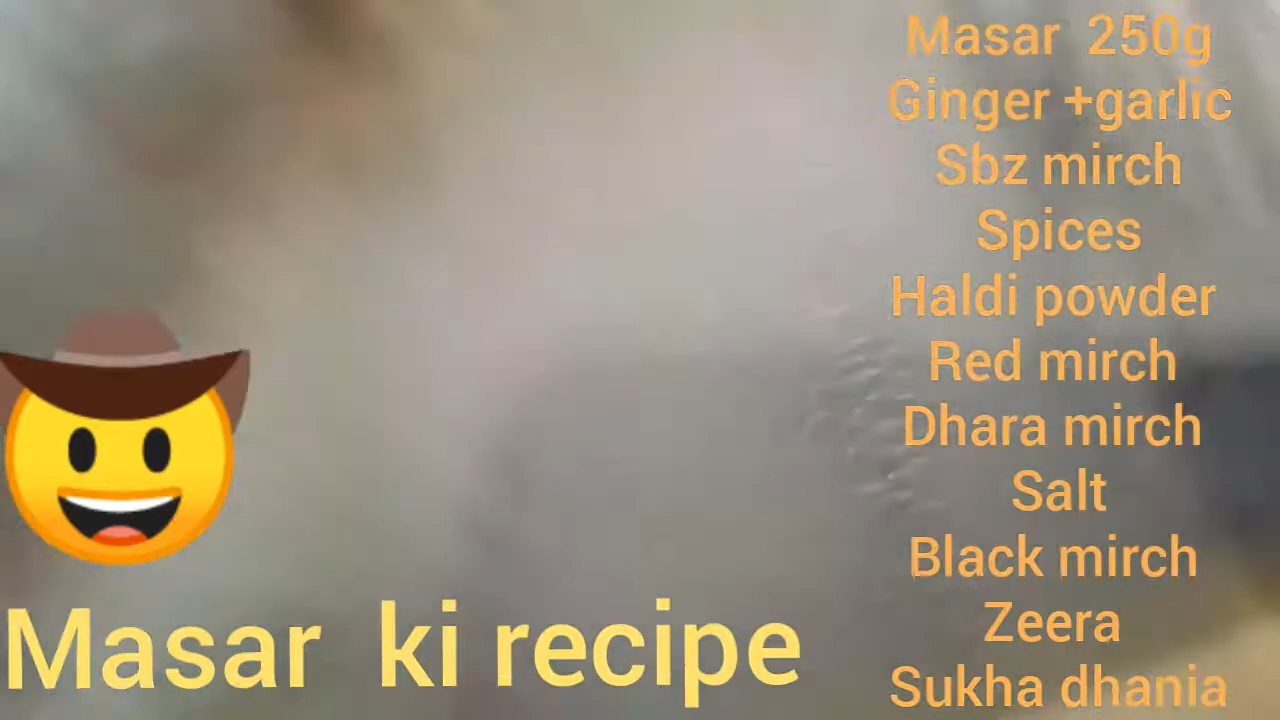 Masar 250g
Ginger +garlic
Sbz mirch
Spices
Haldi powder
Red mirch
Dhara mirch
Salt
Black mirch
Zeera
Sukha dhania
Masar ki recipe